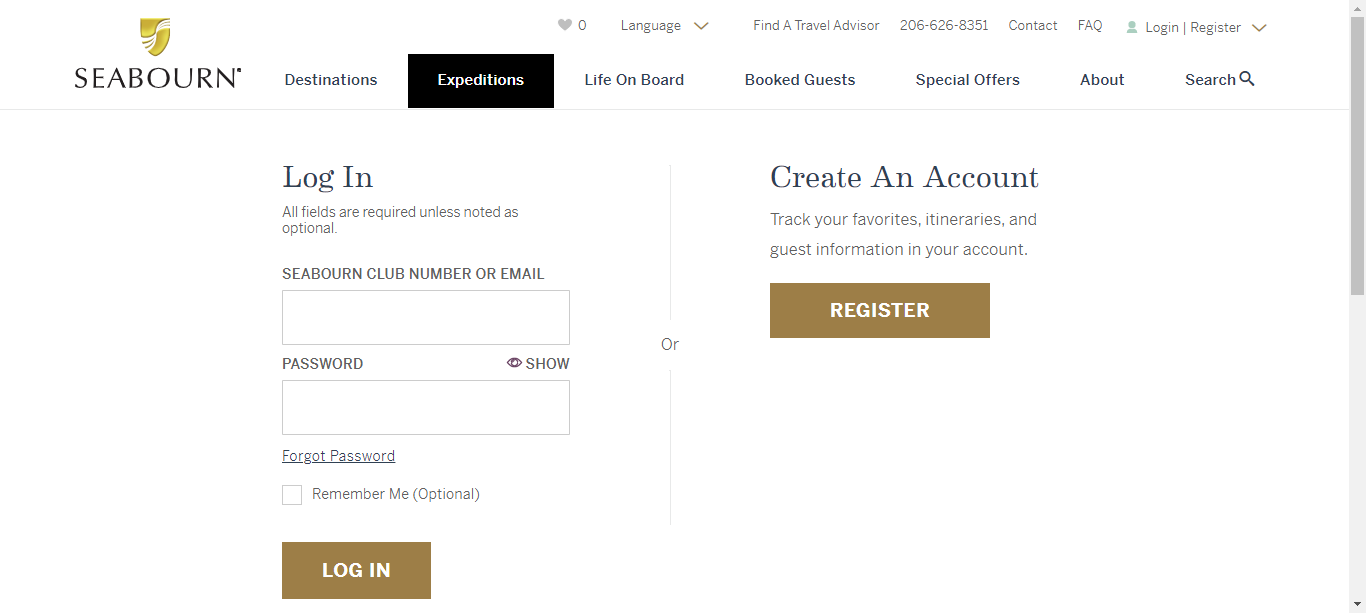 0
Language
Find A Travel Advisor
206-626-8351
Contact
FAQ
Login | Register
SEABOURN
Destinations
Expeditions
Life On Board
Booked Guests
Special Offers
About
Search
Log In
All fields are required unless noted as
optional.
SEABOURN CLUB NUMBER OR EMAIL
PASSWORD
SHOW
Forgot Password
Remember Me (Optional)
LOG IN
Or
Create An Account
Track your favorites, itineraries, and
guest information in your account.
REGISTER